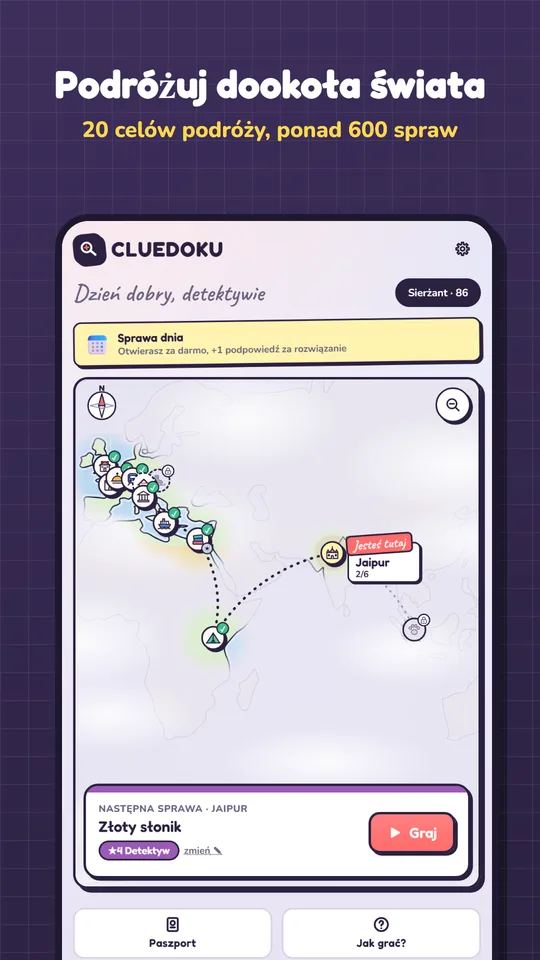 Podróżuj dookoła świata
20 celów podróży, ponad 600 spraw
CLUEDOKU
Dzień dobry, detektywie
Sierżant · 86
Sprawa dnia
Otwierasz za darmo, +1 podpowiedź za rozwiązanie
N
Jesteś tutaj
Jaipur
2/6
NASTĘPNA SPRAWA · JAIPUR
Złoty słonik
★4 Detektyw
zmień ✎
Graj
Paszport
Jak grać?